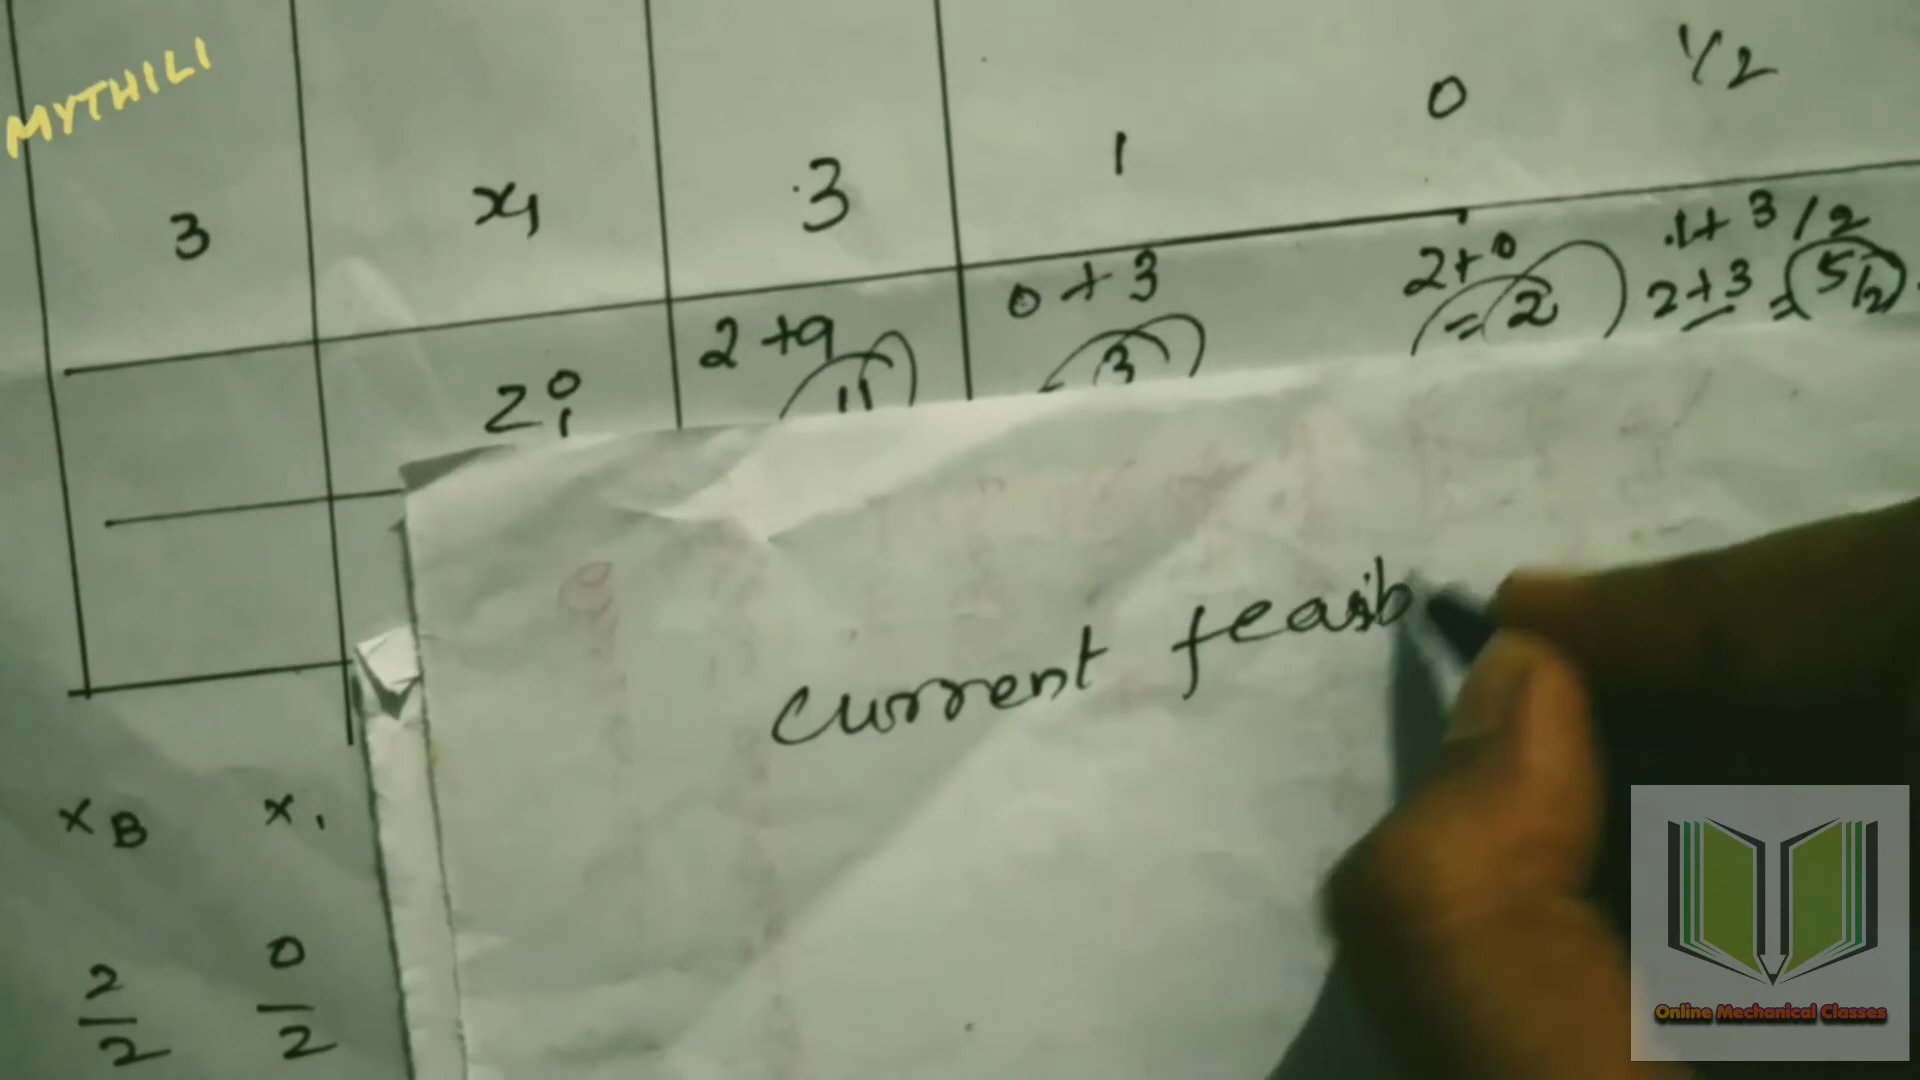 MYTHILI
3 x₁ 3 1 0 1/2
2+9 0+3 2+0 1+3/2
Zj 11 3 =2 2+3 = 5/2
current feasib
xB x1
2/2 0/2
Online Mechanical Classes